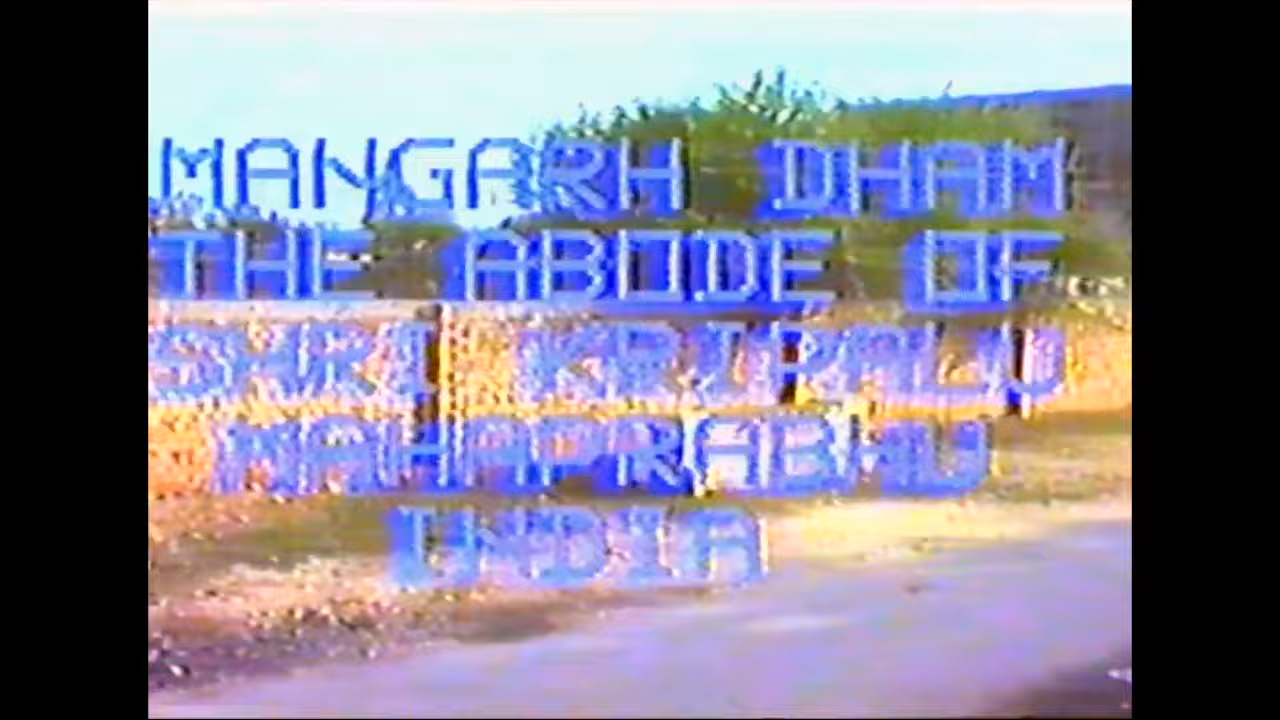 MANGARH DHAM
THE ABODE OF
SHRI KRIPALU
MAHAPRABHU
INDIA